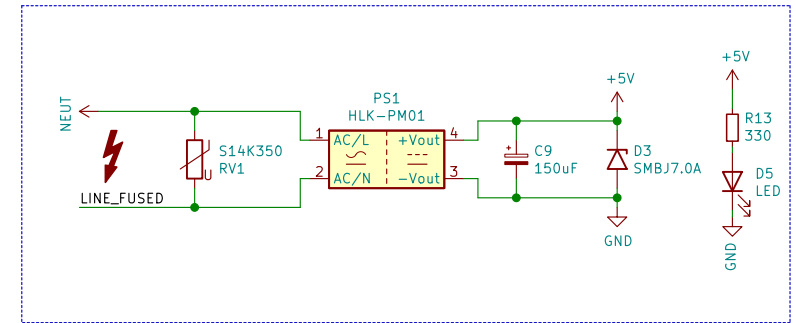 NEUT
LINE_FUSED
S14K350
RV1
U
PS1
HLK-PM01
1
AC/L
+Vout
4
2
AC/N
-Vout
3
+
C9
150uF
+5V
D3
SMBJ7.0A
GND
+5V
R13
330
D5
LED
GND